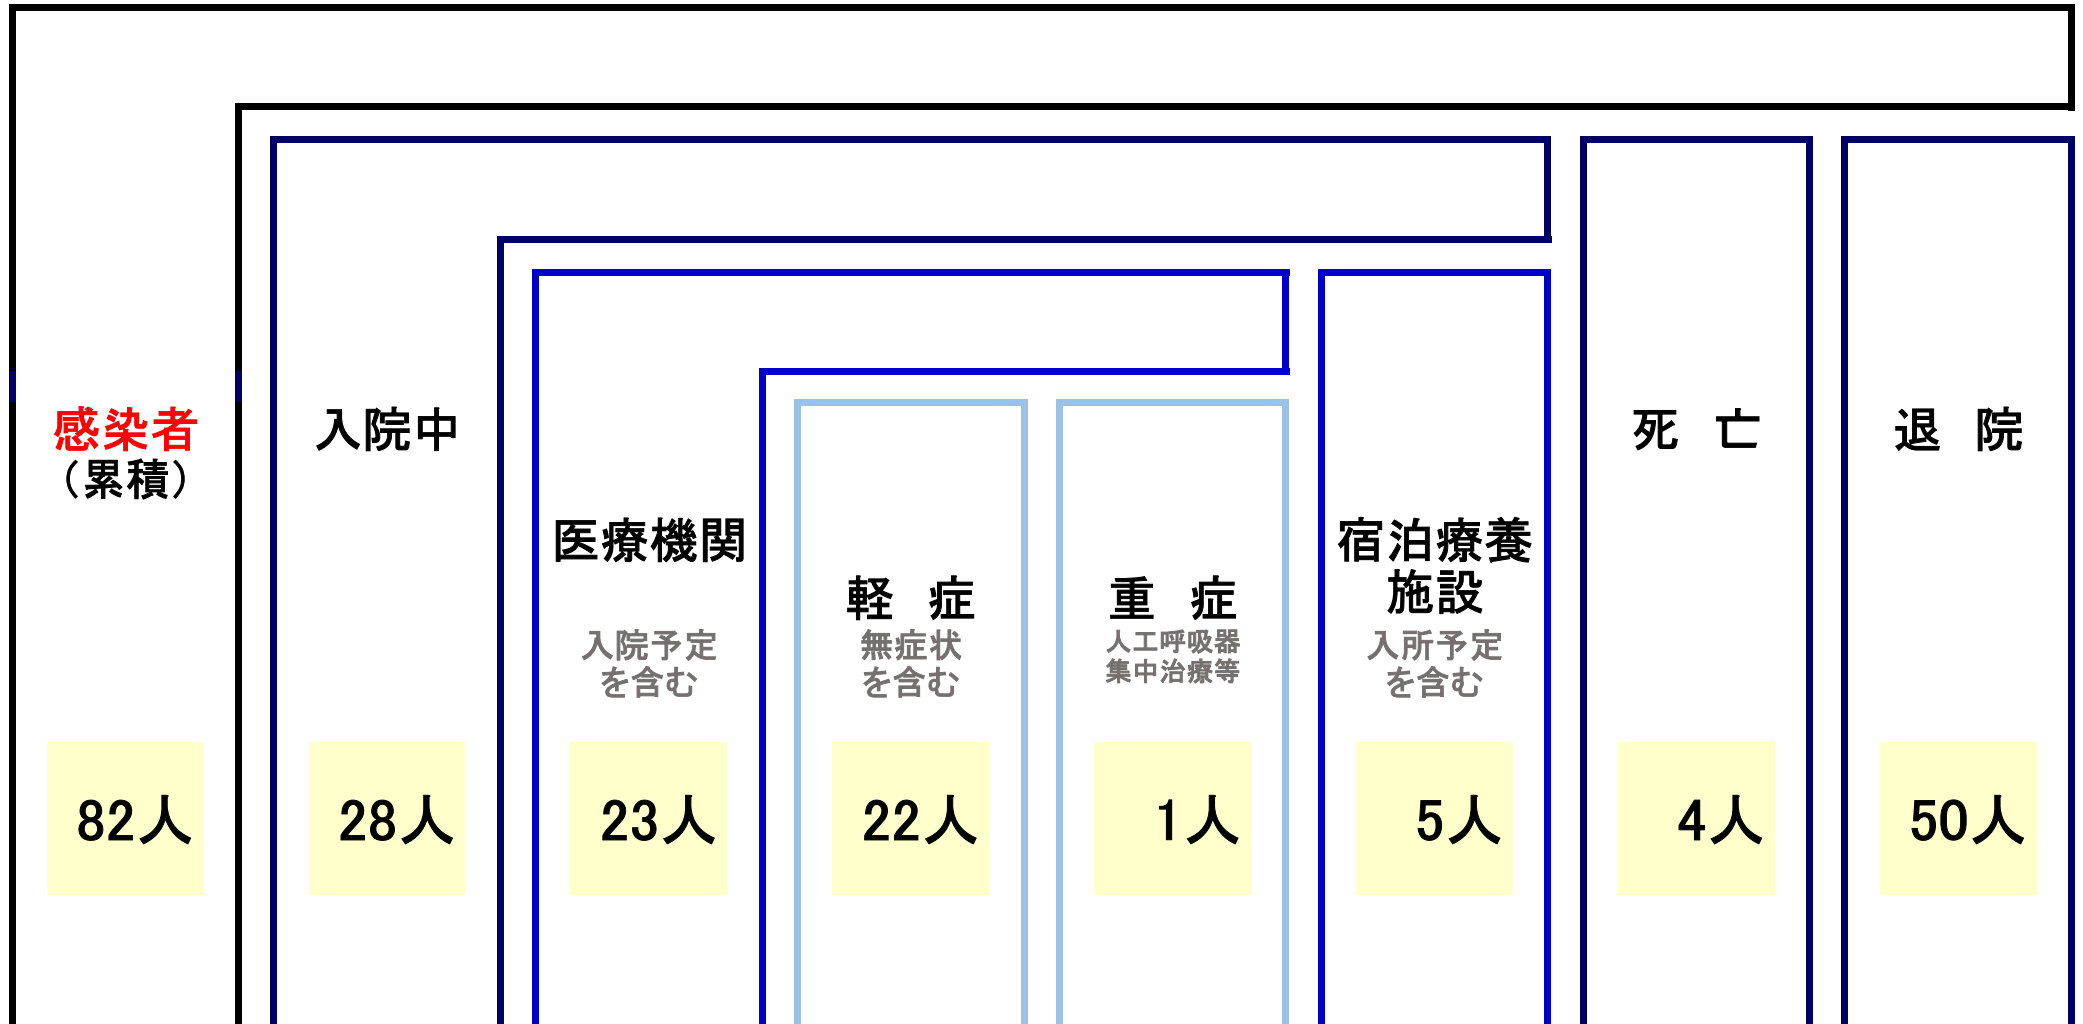 感染者
（累積）
82人
入院中
28人
医療機関
入院予定
を含む
23人
軽 症
無症状
を含む
22人
重 症
人工呼吸器
集中治療等
1人
宿泊療養
施設
入所予定
を含む
5人
死 亡
4人
退 院
50人